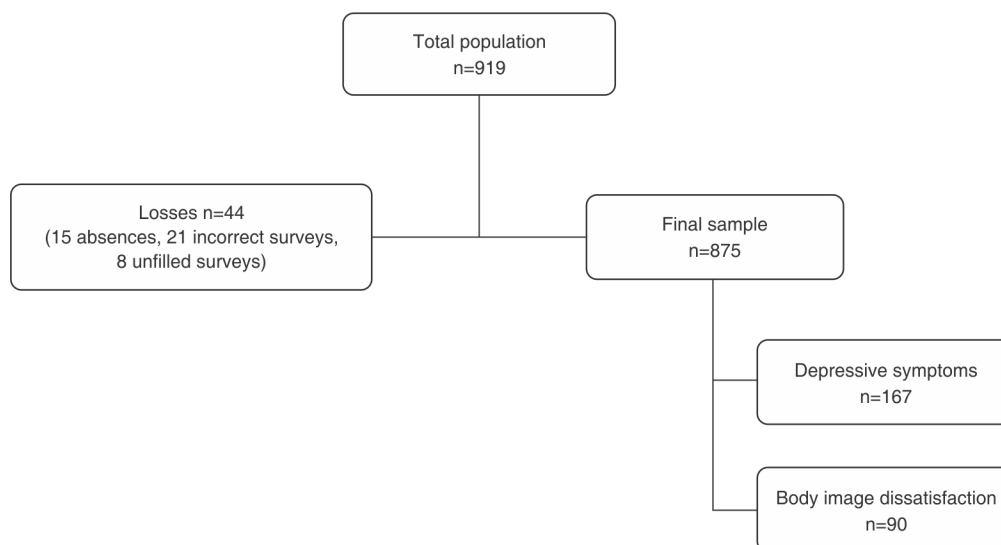 Total population
n=919
Losses n=44
(15 absences, 21 incorrect surveys,
8 unfilled surveys)
Final sample
n=875
Depressive symptoms
n=167
Body image dissatisfaction
n=90